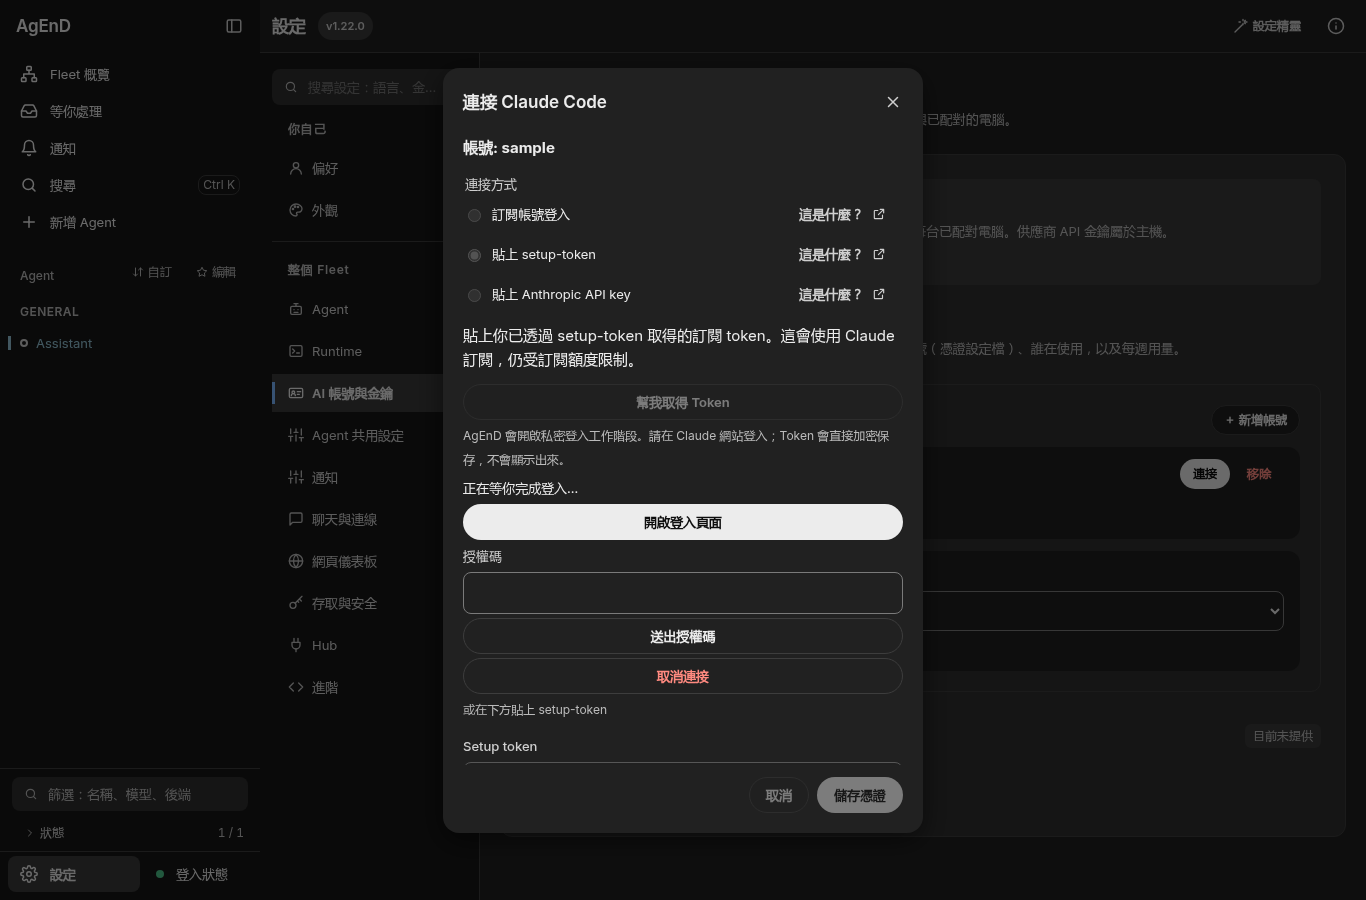 AgEnD
Fleet 概覽
等你處理
通知
搜尋
Ctrl K
新增 Agent
Agent
自訂
編輯
GENERAL
Assistant
篩選：名稱、模型、後端
狀態
1 / 1
設定
登入狀態
設定
v1.22.0
設定精靈
搜尋設定：語言、金...
你自己
偏好
外觀
整個 Fleet
Agent
Runtime
AI 帳號與金鑰
Agent 共用設定
通知
聊天與連線
網頁儀表板
存取與安全
Hub
進階
已配對的電腦。
台已配對電腦。供應商 API 金鑰屬於主機。
（憑證設定檔）、誰在使用，以及每週用量。
+ 新增帳號
連接
移除
目前未提供
連接 Claude Code
帳號: sample
連接方式
訂閱帳號登入
這是什麼？
貼上 setup-token
這是什麼？
貼上 Anthropic API key
這是什麼？
貼上你已透過 setup-token 取得的訂閱 token。這會使用 Claude
訂閱，仍受訂閱額度限制。
幫我取得 Token
AgEnD 會開啟私密登入工作階段。請在 Claude 網站登入；Token 會直接加密保
存，不會顯示出來。
正在等你完成登入...
開啟登入頁面
授權碼
送出授權碼
取消連接
或在下方貼上 setup-token
Setup token
取消
儲存憑證